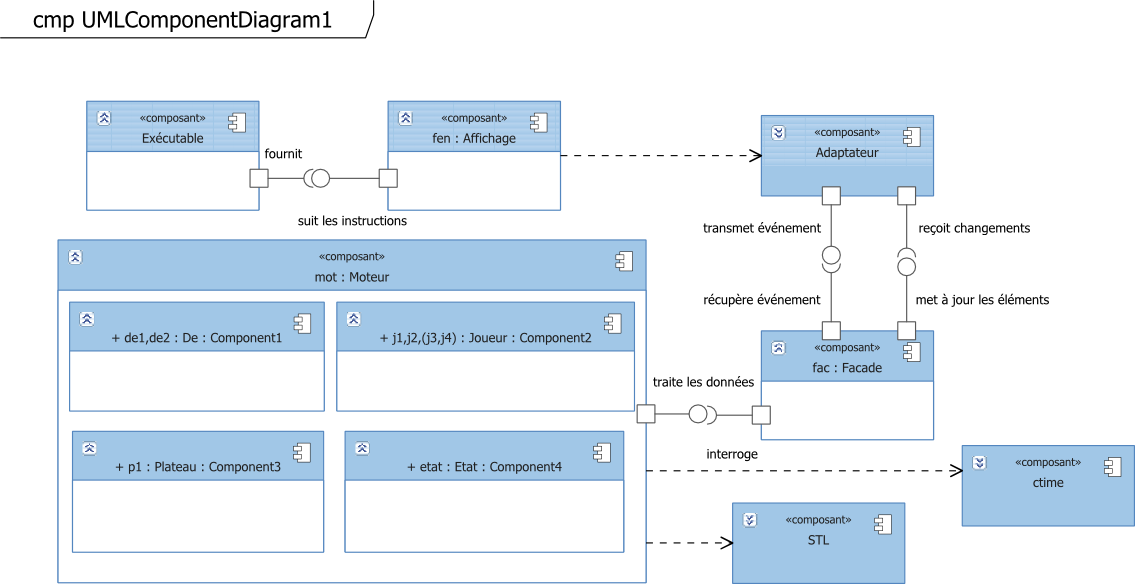 cmp UMLComponentDiagram1
«composant»
Exécutable
fournit
«composant»
fen : Affichage
suit les instructions
«composant»
Adaptateur
transmet événement
reçoit changements
récupère événement
met à jour les éléments
«composant»
mot : Moteur
+ de1,de2 : De : Component1
+ j1,j2,(j3,j4) : Joueur : Component2
+ p1 : Plateau : Component3
+ etat : Etat : Component4
«composant»
fac : Facade
traite les données
interroge
«composant»
ctime
«composant»
STL